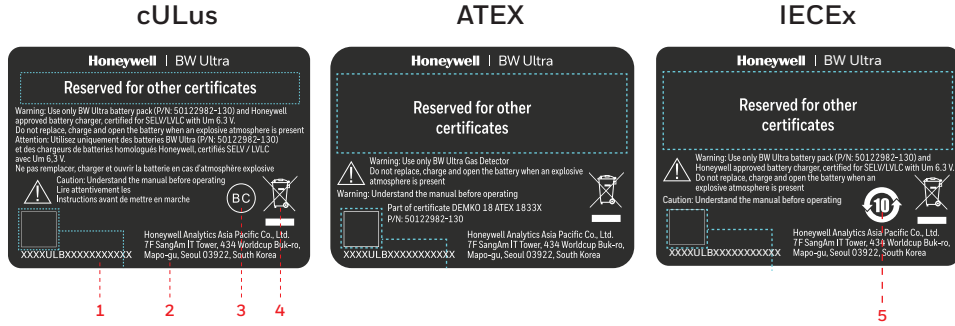 cULus
Honeywell | BW Ultra
Reserved for other certificates
Warning: Use only BW Ultra battery pack (P/N: 50122982-130) and Honeywell
approved battery charger, certified for SELV/LVLC with Um 6.3 V.
Do not replace, charge and open the battery when an explosive atmosphere is present
Attention: Utilisez uniquement des batteries BW Ultra (P/N: 50122982-130)
et des chargeurs de batteries homologués Honeywell, certifiés SELV / LVLC
avec Um 6,3 V.
Ne pas remplacer, charger et ouvrir la batterie en cas d'atmosphère explosive
Caution: Understand the manual before operating
Lire attentivement les
Instructions avant de mettre en marche
BC
Honeywell Analytics Asia Pacific Co., Ltd.
7F SangAm IT Tower, 434 Worldcup Buk-ro,
Mapo-gu, Seoul 03922, South Korea
XXXXULBXXXXXXXXXXX
1
2
3
4
ATEX
Honeywell | BW Ultra
Reserved for other
certificates
Warning: Use only BW Ultra Gas Detector
Do not replace, charge and open the battery when an explosive
atmosphere is present
Warning: Understand the manual before operating
Part of certificate DEMKO 18 ATEX 1833X
P/N: 50122982-130
Honeywell Analytics Asia Pacific Co., Ltd.
7F SangAm IT Tower, 434 Worldcup Buk-ro,
Mapo-gu, Seoul 03922, South Korea
XXXXULBXXXXXXXXXXX
IECEx
Honeywell | BW Ultra
Reserved for other
certificates
Warning: Use only BW Ultra battery pack (P/N: 50122982-130) and
Honeywell approved battery charger, certified for SELV/LVLC with Um 6.3 V.
Do not replace, charge and open the battery when an
explosive atmosphere is present
Caution: Understand the manual before operating
10
Honeywell Analytics Asia Pacific Co., Ltd.
7F SangAm IT Tower, 434 Worldcup Buk-ro,
Mapo-gu, Seoul 03922, South Korea
XXXXULBXXXXXXXXXXX
5